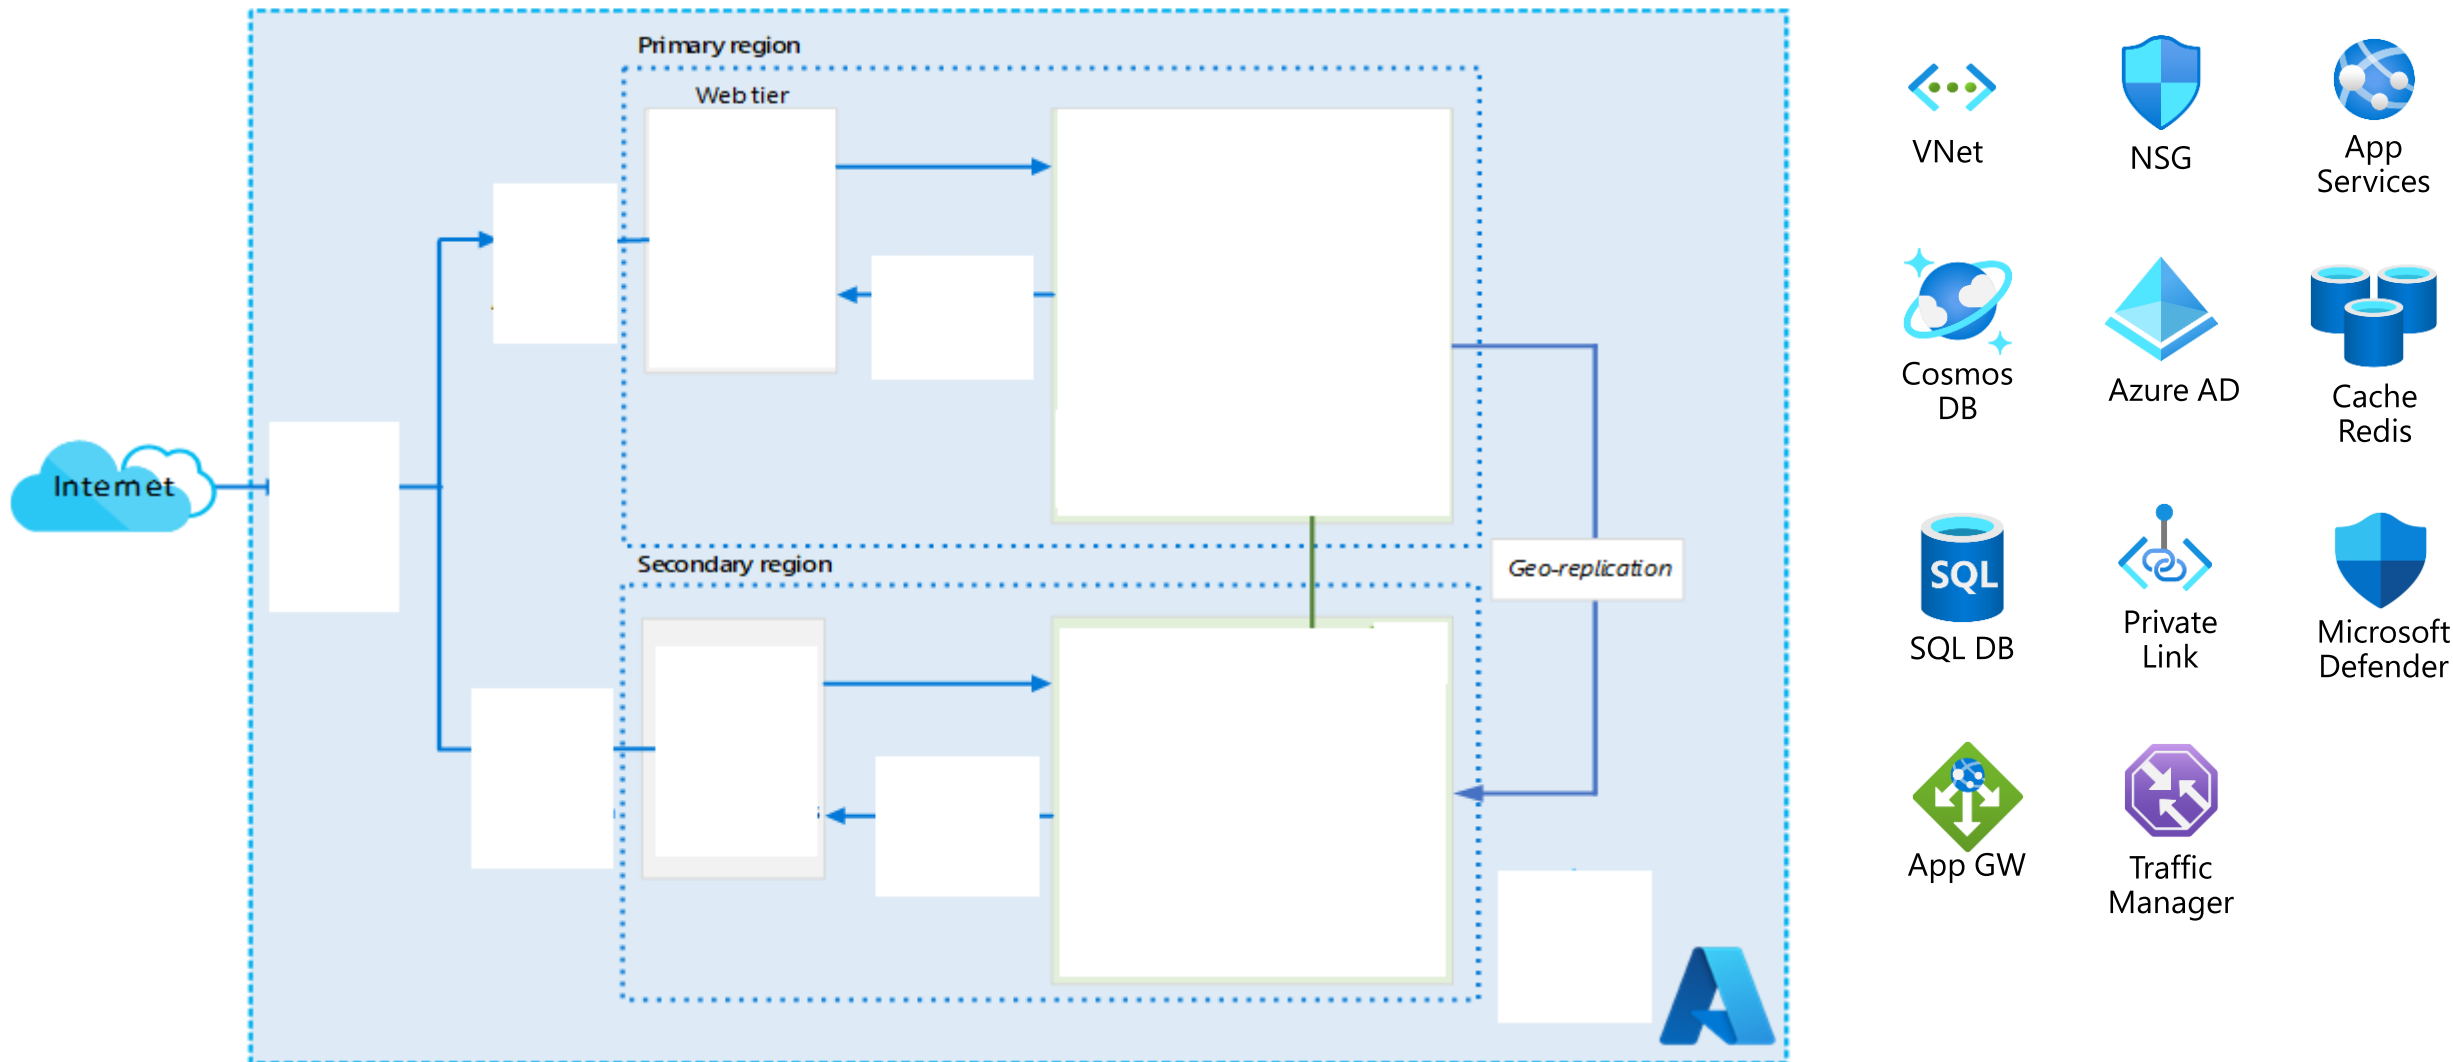 Primary region
Web tier
Internet
Secondary region
Geo-replication
VNet
NSG
App
Services
Cosmos
DB
Azure AD
Cache
Redis
SQL
SQL DB
Private
Link
Microsoft
Defender
App GW
Traffic
Manager